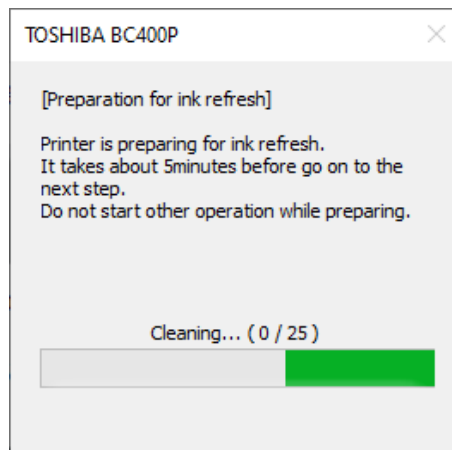 TOSHIBA BC400P
[Preparation for ink refresh]
Printer is preparing for ink refresh.
It takes about 5minutes before go on to the
next step.
Do not start other operation while preparing.
Cleaning... ( 0 / 25 )